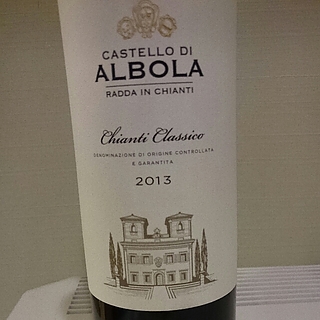 CASTELLO DI
ALBOLA
RADDA IN CHIANTI
Chianti Classico
DENOMINAZIONE DI ORIGINE CONTROLLATA
E GARANTITA
2013